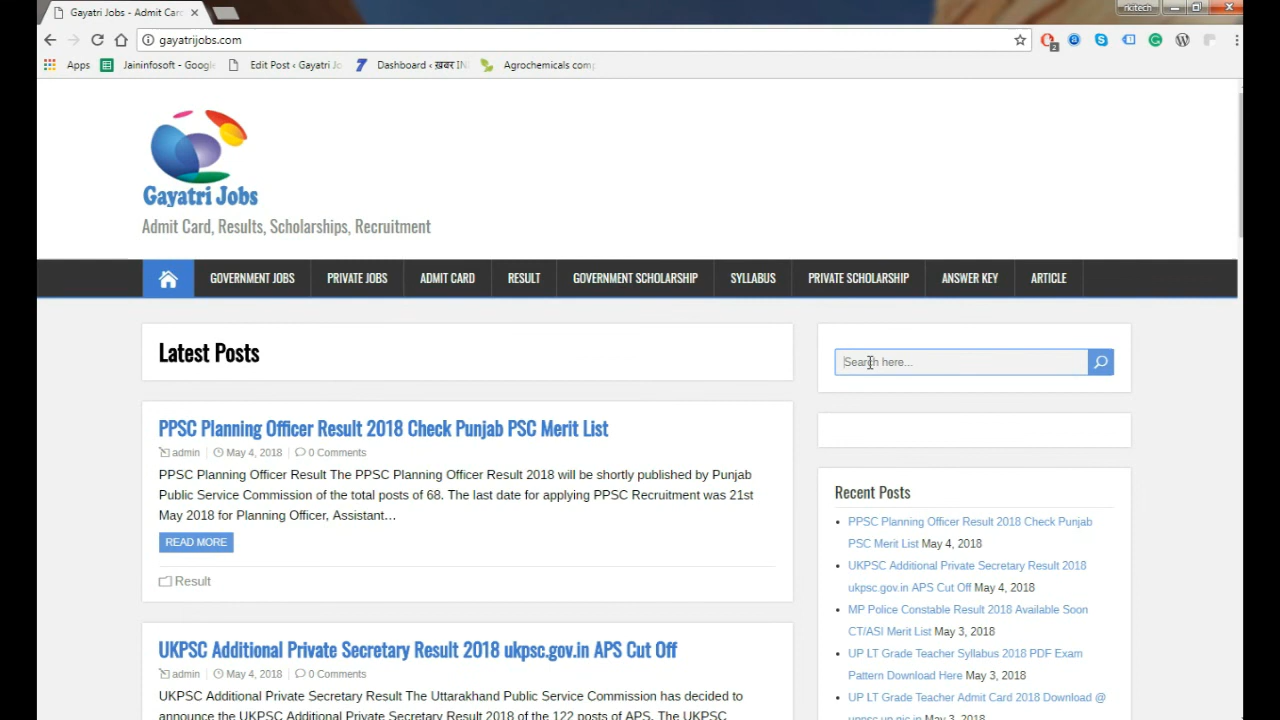 Gayatri Jobs - Admit Car
rkitech
gayatrijobs.com
2
Apps
Jaininfosoft - Google
Edit Post ‹ Gayatri Jo
Dashboard ‹ ख़बर IN
Agrochemicals com
Gayatri Jobs
Admit Card, Results, Scholarships, Recruitment
GOVERNMENT JOBS
PRIVATE JOBS
ADMIT CARD
RESULT
GOVERNMENT SCHOLARSHIP
SYLLABUS
PRIVATE SCHOLARSHIP
ANSWER KEY
ARTICLE
Latest Posts
PPSC Planning Officer Result 2018 Check Punjab PSC Merit List
admin May 4, 2018 0 Comments
PPSC Planning Officer Result The PPSC Planning Officer Result 2018 will be shortly published by Punjab
Public Service Commission of the total posts of 68. The last date for applying PPSC Recruitment was 21st
May 2018 for Planning Officer, Assistant…
READ MORE
Result
UKPSC Additional Private Secretary Result 2018 ukpsc.gov.in APS Cut Off
admin May 4, 2018 0 Comments
UKPSC Additional Private Secretary Result The Uttarakhand Public Service Commission has decided to
announce the UKPSC Additional Private Secretary Result 2018 of the 122 posts of APS. The UKPSC
Search here...
Recent Posts
PPSC Planning Officer Result 2018 Check Punjab
PSC Merit List May 4, 2018
UKPSC Additional Private Secretary Result 2018
ukpsc.gov.in APS Cut Off May 4, 2018
MP Police Constable Result 2018 Available Soon
CT/ASI Merit List May 3, 2018
UP LT Grade Teacher Syllabus 2018 PDF Exam
Pattern Download Here May 3, 2018
UP LT Grade Teacher Admit Card 2018 Download @
uppsc.up.nic.in May 3, 2018